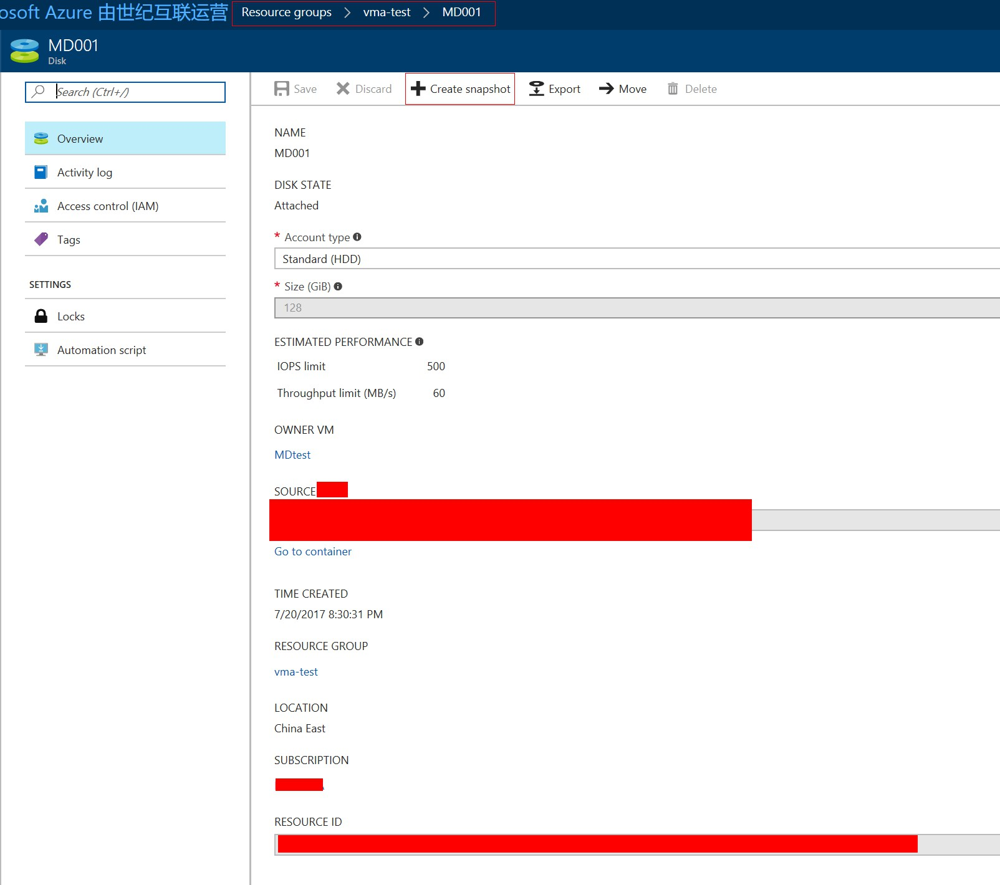 osoft Azure 由世纪互联运营 Resource groups > vma-test > MD001
MD001
Disk
Search (Ctrl+/)
Overview
Activity log
Access control (IAM)
Tags
SETTINGS
Locks
Automation script
Save Discard Create snapshot Export Move Delete
NAME
MD001
DISK STATE
Attached
* Account type
Standard (HDD)
* Size (GiB)
128
ESTIMATED PERFORMANCE
IOPS limit 500
Throughput limit (MB/s) 60
OWNER VM
MDtest
SOURCE
Go to container
TIME CREATED
7/20/2017 8:30:31 PM
RESOURCE GROUP
vma-test
LOCATION
China East
SUBSCRIPTION
RESOURCE ID